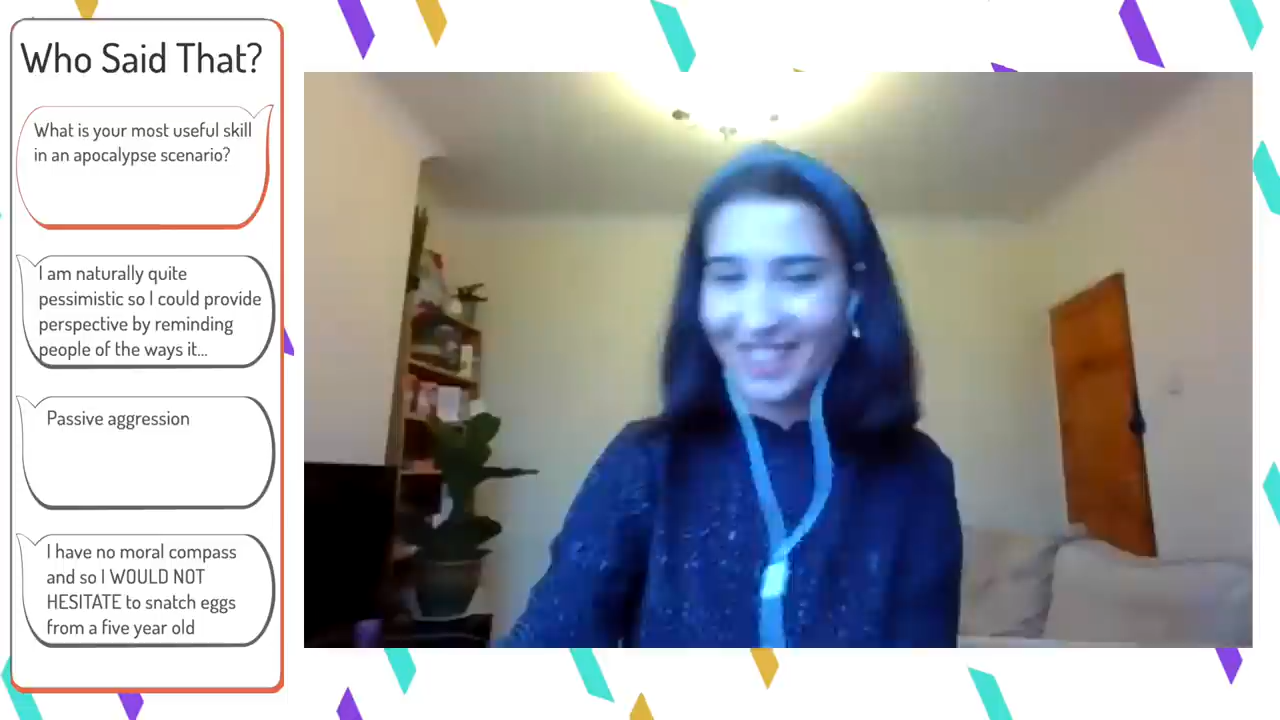 Who Said That?
What is your most useful skill
in an apocalypse scenario?
I am naturally quite
pessimistic so I could provide
perspective by reminding
people of the ways it...
Passive aggression
I have no moral compass
and so I WOULD NOT
HESITATE to snatch eggs
from a five year old